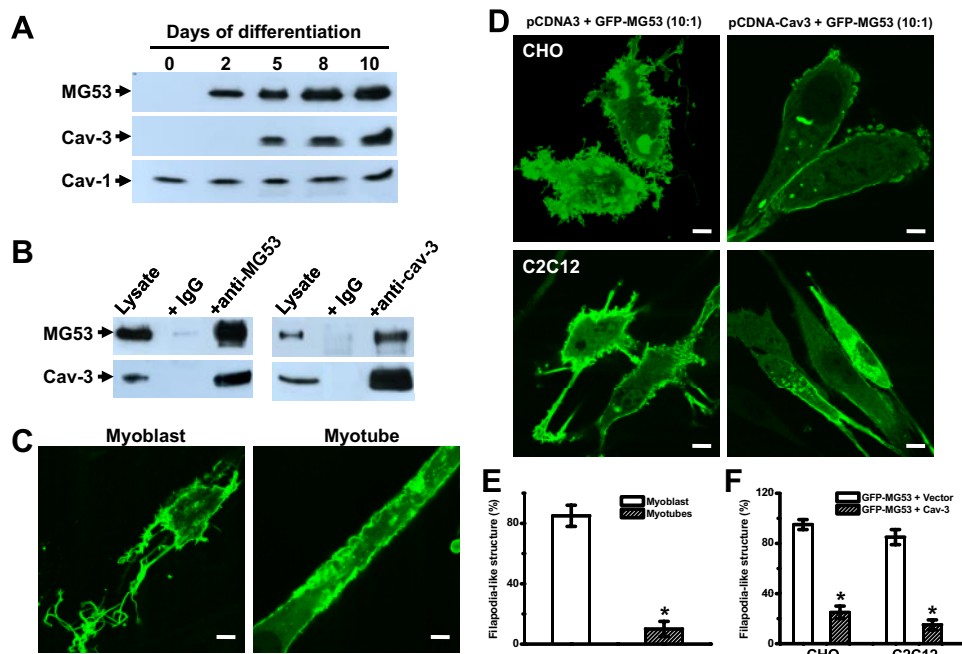 A
Days of differentiation
0 2 5 8 10
MG53
Cav-3
Cav-1
B
Lysate + IgG +anti-MG53 Lysate + IgG +anti-cav-3
MG53
Cav-3
C
Myoblast Myotube
D
pCDNA3 + GFP-MG53 (10:1) pCDNA-Cav3 + GFP-MG53 (10:1)
CHO
C2C12
E
Filapodia-like structure (%)
80
40
0
Myoblast
Myotubes
*
F
Filapodia-like structure (%)
120
80
40
0
GFP-MG53 + Vector
GFP-MG53 + Cav-3
* *
CHO C2C12